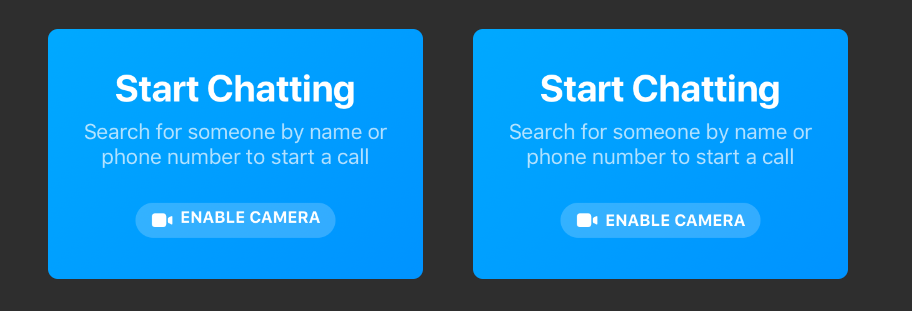 Start Chatting
Search for someone by name or
phone number to start a call
ENABLE CAMERA
Start Chatting
Search for someone by name or
phone number to start a call
ENABLE CAMERA